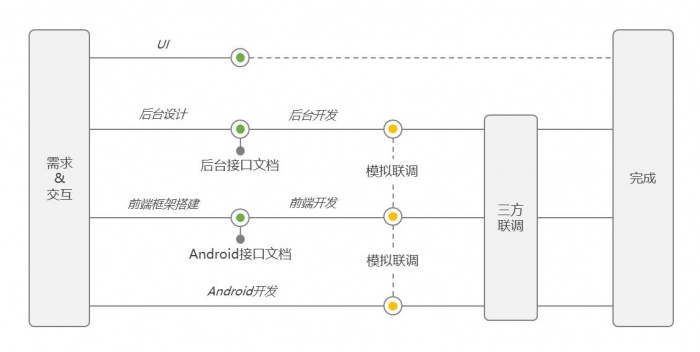 UI
后台设计
后台开发
后台接口文档
模拟联调
需求
&
交互
完成
前端框架搭建
前端开发
三方
联调
Android接口文档
模拟联调
Android开发